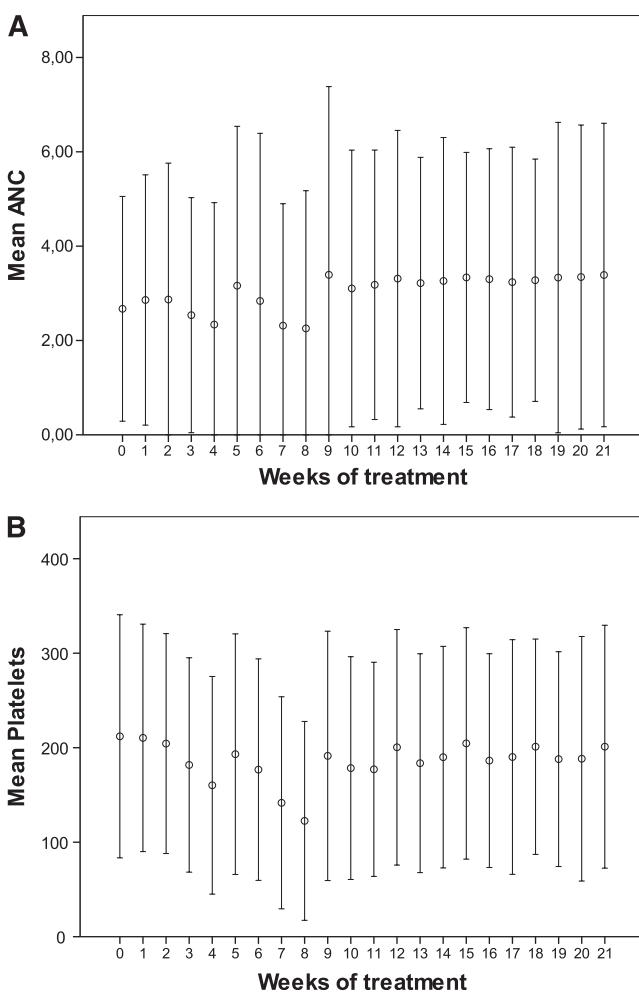 A
8,00
6,00
4,00
2,00
0,00
Mean ANC
0 1 2 3 4 5 6 7 8 9 10 11 12 13 14 15 16 17 18 19 20 21
Weeks of treatment
B
400
300
200
100
0
Mean Platelets
0 1 2 3 4 5 6 7 8 9 10 11 12 13 14 15 16 17 18 19 20 21
Weeks of treatment